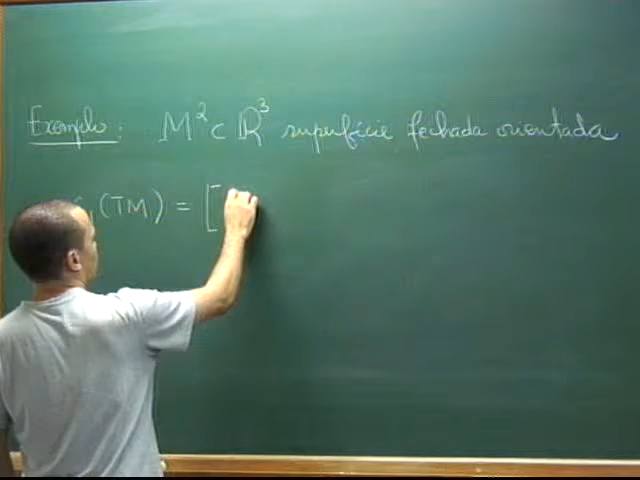 Exemplo: M² ⊂ ℝ³ superfície fechada orientada
(TM) = [